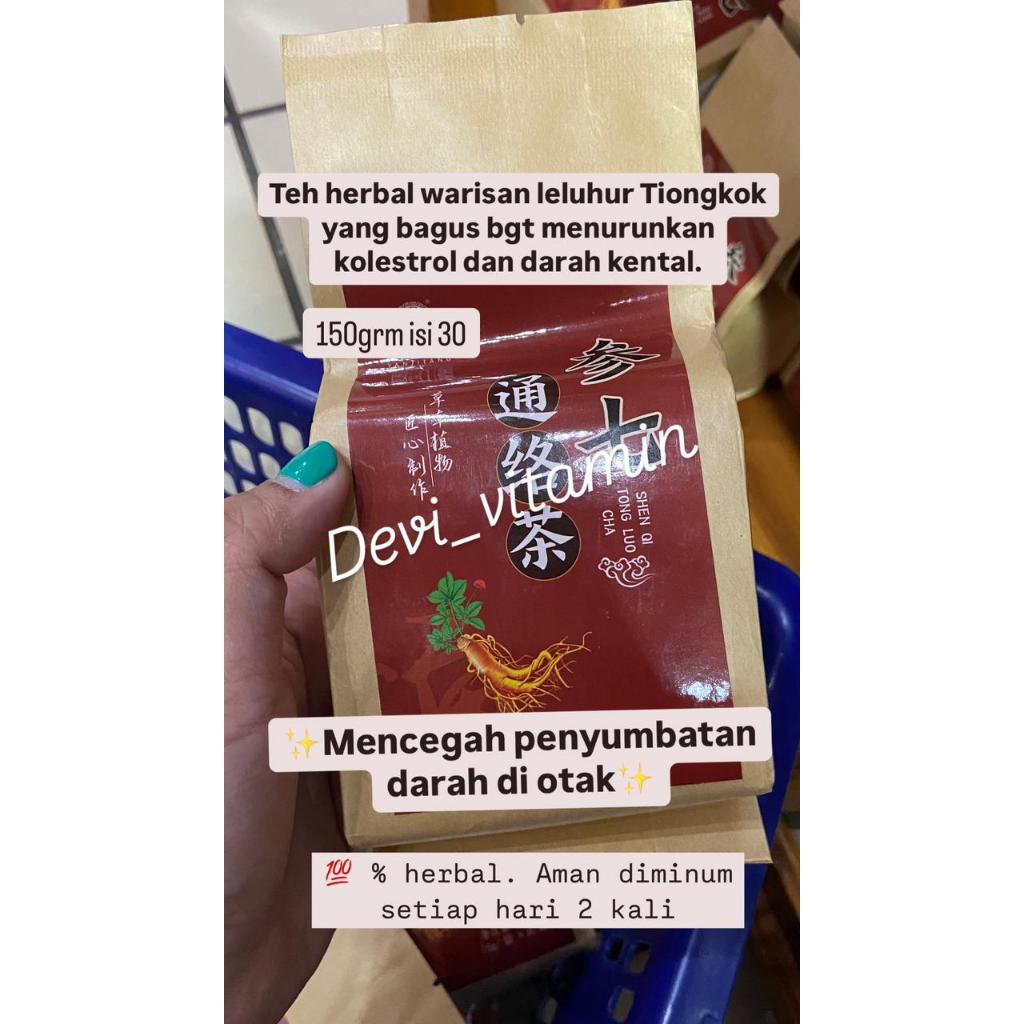 Teh herbal warisan leluhur Tiongkok
yang bagus bgt menurunkan
kolestrol dan darah kental.
150grm isi 30
参七
通络茶
草本植物
匠心制作
SHEN QI
TONG LUO
CHA
Devi_vitamin
✨Mencegah penyumbatan
darah di otak✨
💯 % herbal. Aman diminum
setiap hari 2 kali